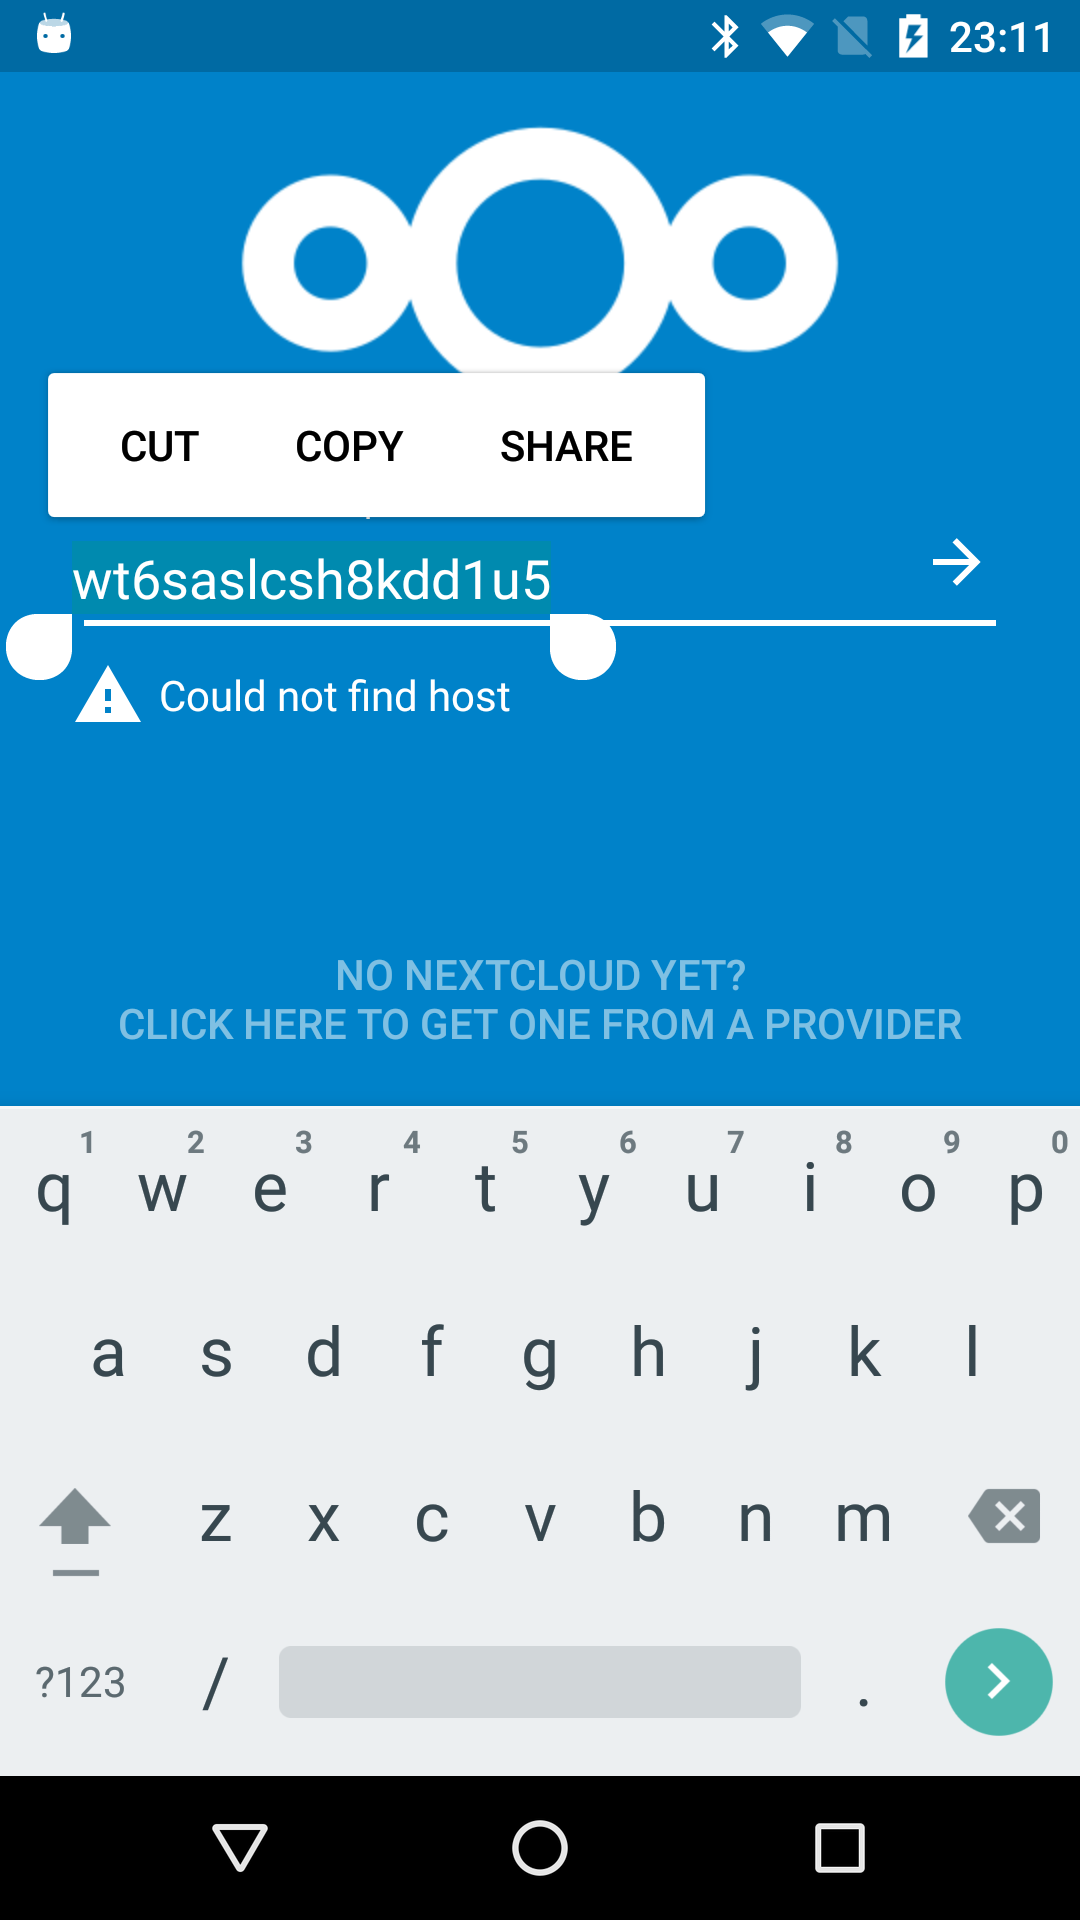 23:11
CUT COPY SHARE
wt6saslcsh8kdd1u5
Could not find host
NO NEXTCLOUD YET?
CLICK HERE TO GET ONE FROM A PROVIDER
1 2 3 4 5 6 7 8 9 0
q w e r t y u i o p
a s d f g h j k l
z x c v b n m
?123 / .